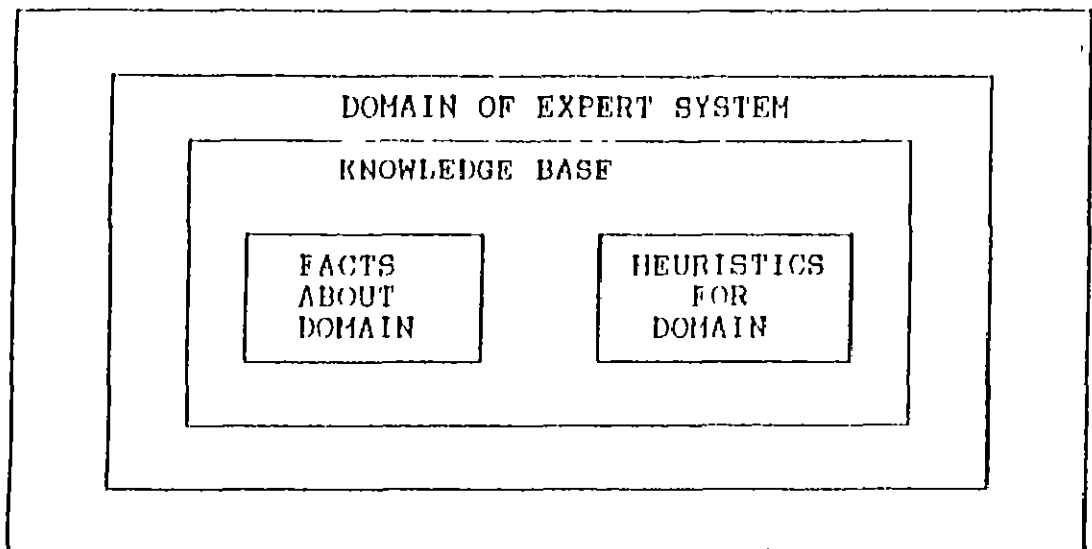 DOMAIN OF EXPERT SYSTEM
KNOWLEDGE BASE
FACTS
ABOUT
DOMAIN
HEURISTICS
FOR
DOMAIN